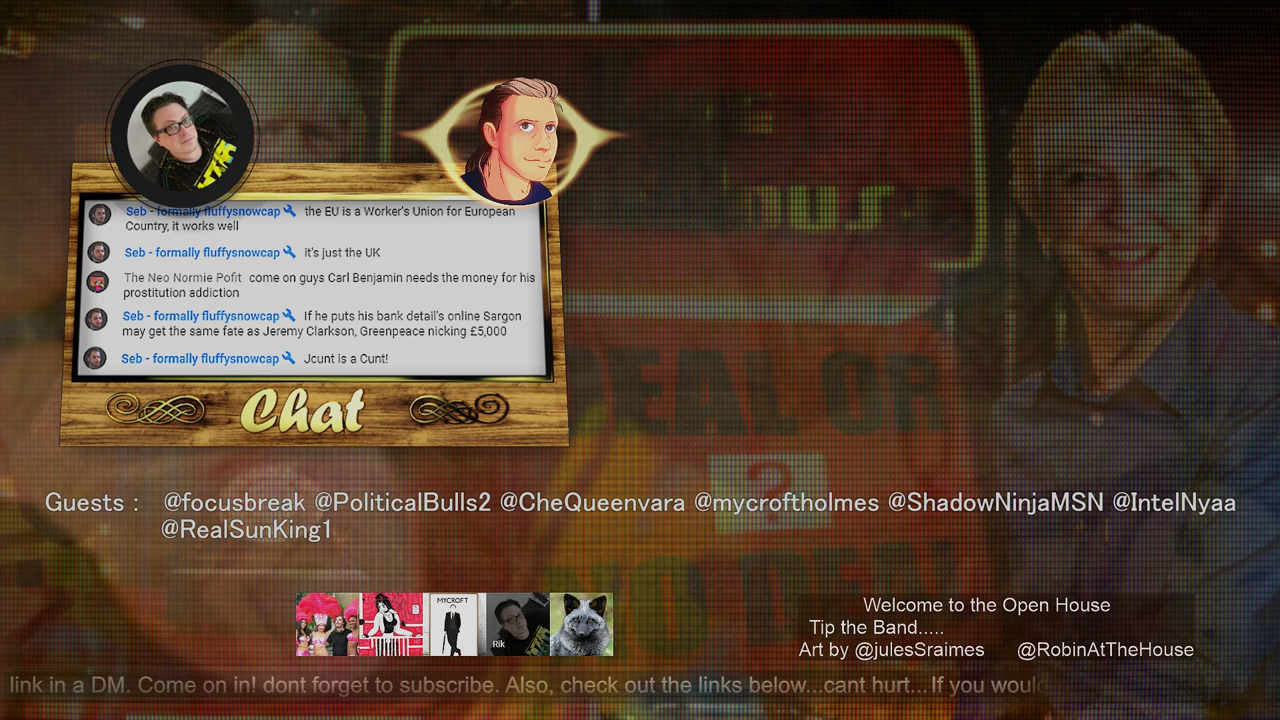 Seb - formally fluffysnowcap the EU is a Worker's Union for European
Country, it works well
Seb - formally fluffysnowcap it's just the UK
The Neo Normie Pofit come on guys Carl Benjamin needs the money for his
prostitution addiction
Seb - formally fluffysnowcap If he puts his bank detail's online Sargon
may get the same fate as Jeremy Clarkson, Greenpeace nicking £5,000
Seb - formally fluffysnowcap Jcunt is a Cunt!
Chat
DEAL OR
?
NO DEAL
Guests : @focusbreak @PoliticalBulls2 @CheQueenvara @mycroftholmes @ShadowNinjaMSN @IntelNyaa
@RealSunKing1
MYCROFT
Rik
Welcome to the Open House
Tip the Band.....
Art by @julesSraimes @RobinAtTheHouse
link in a DM. Come on in! dont forget to subscribe. Also, check out the links below...cant hurt... If you would